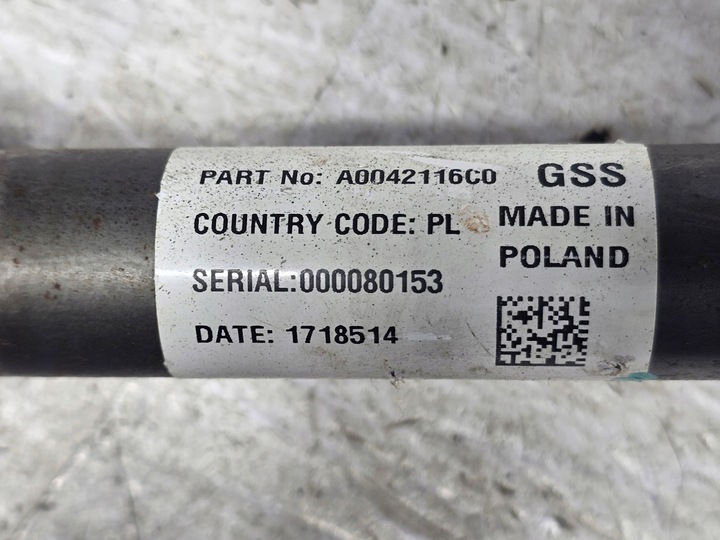 PART No: A0042116C0 GSS
COUNTRY CODE: PL MADE IN
POLAND
SERIAL:000080153
DATE: 1718514